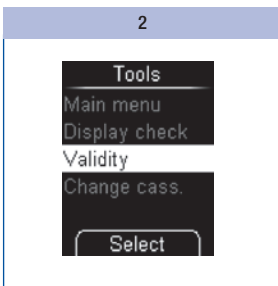 2
Tools
Main menu
Display check
Validity
Change cass.
Select